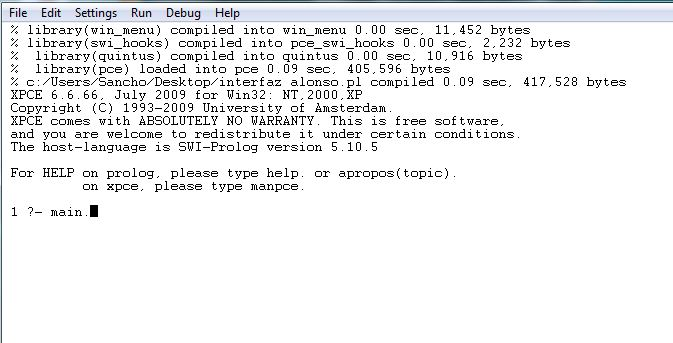 File Edit Settings Run Debug Help
% library(win_menu) compiled into win_menu 0.00 sec, 11,452 bytes
% library(swi_hooks) compiled into pce_swi_hooks 0.00 sec, 2,232 bytes
%  library(quintus) compiled into quintus 0.00 sec, 10,916 bytes
%  library(pce) loaded into pce 0.09 sec, 405,596 bytes
% c:/Users/Sancho/Desktop/interfaz alonso.pl compiled 0.09 sec, 417,528 bytes
XPCE 6.6.66, July 2009 for Win32: NT,2000,XP
Copyright (C) 1993-2009 University of Amsterdam.
XPCE comes with ABSOLUTELY NO WARRANTY. This is free software,
and you are welcome to redistribute it under certain conditions.
The host-language is SWI-Prolog version 5.10.5
For HELP on prolog, please type help. or apropos(topic).
on xpce, please type manpce.
1 ?- main.